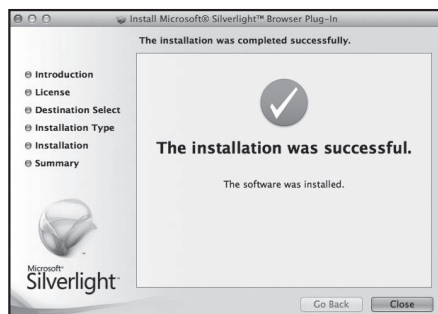 Install Microsoft® Silverlight™ Browser Plug-In
The installation was completed successfully.
Introduction
License
Destination Select
Installation Type
Installation
Summary
The installation was successful.
The software was installed.
Microsoft®
Silverlight™
Go Back
Close